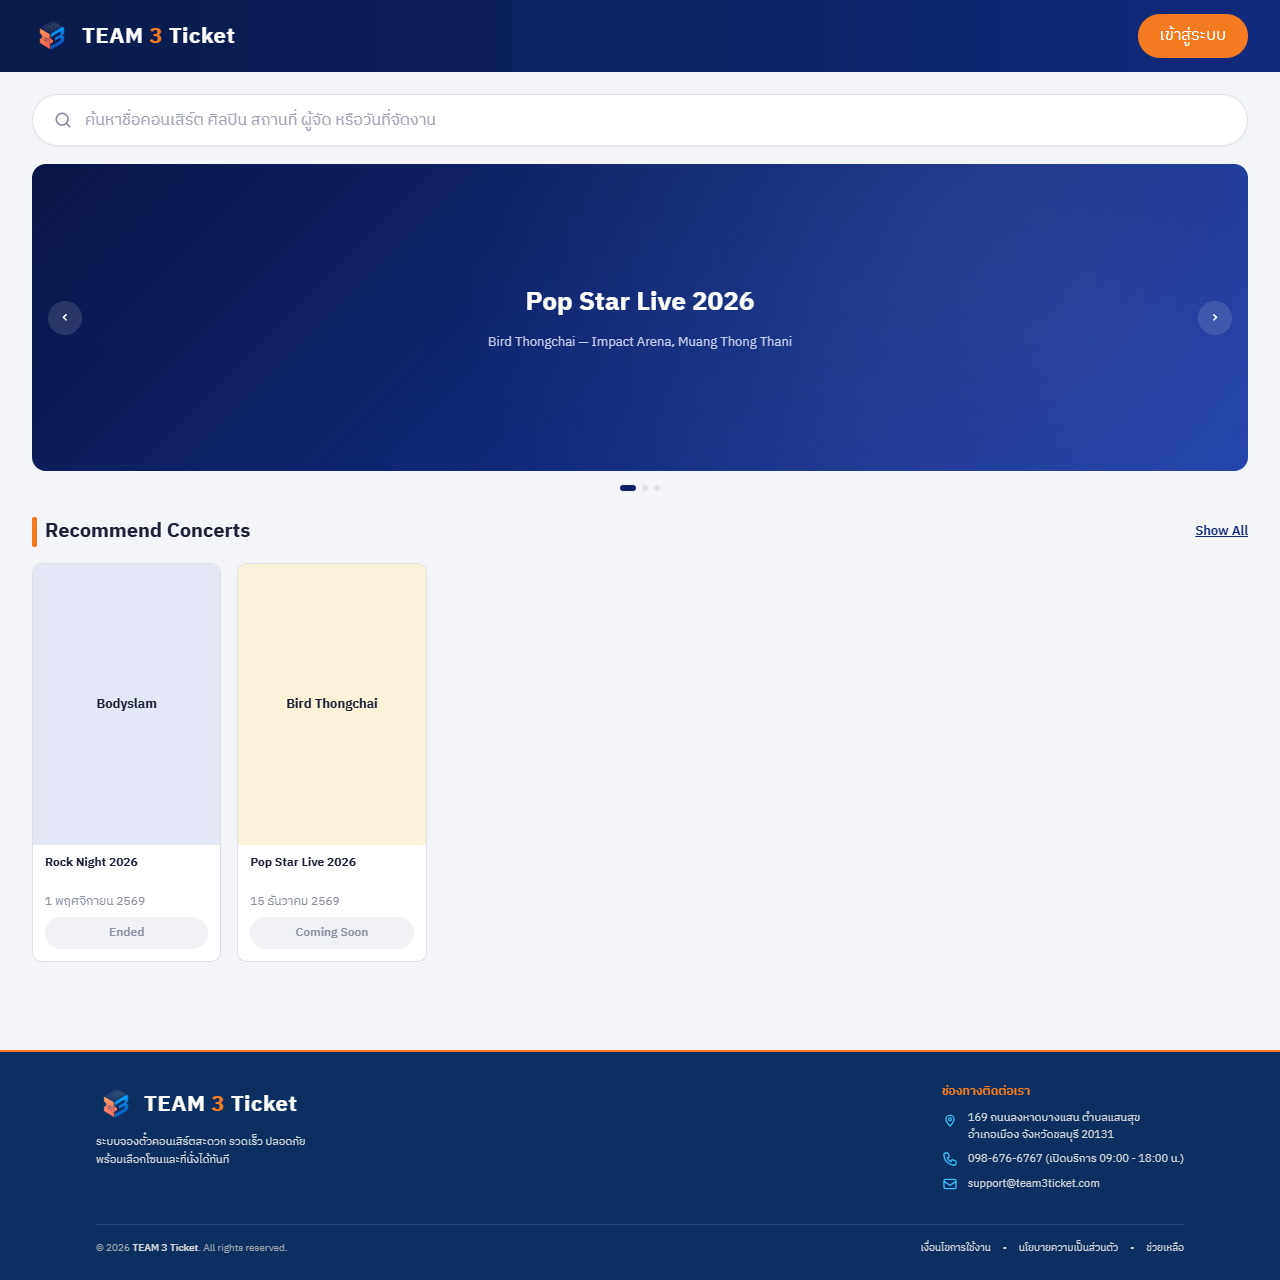 TEAM 3 Ticket
เข้าสู่ระบบ
ค้นหาชื่อคอนเสิร์ต ศิลปิน สถานที่ ผู้จัด หรือวันที่จัดงาน
Pop Star Live 2026
Bird Thongchai — Impact Arena, Muang Thong Thani
‹
›
Recommend Concerts
Show All
Bodyslam
Bird Thongchai
Rock Night 2026
Pop Star Live 2026
1 พฤศจิกายน 2569
15 ธันวาคม 2569
Ended
Coming Soon
TEAM 3 Ticket
ระบบจองตั๋วคอนเสิร์ตสะดวก รวดเร็ว ปลอดภัย
พร้อมเลือกโซนและที่นั่งได้ทันที
ช่องทางติดต่อเรา
169 ถนนลงหาดบางแสน ตำบลแสนสุข
อำเภอเมือง จังหวัดชลบุรี 20131
098-676-6767 (เปิดบริการ 09:00 - 18:00 น.)
support@team3ticket.com
© 2026 TEAM 3 Ticket. All rights reserved.
เงื่อนไขการใช้งาน • นโยบายความเป็นส่วนตัว • ช่วยเหลือ